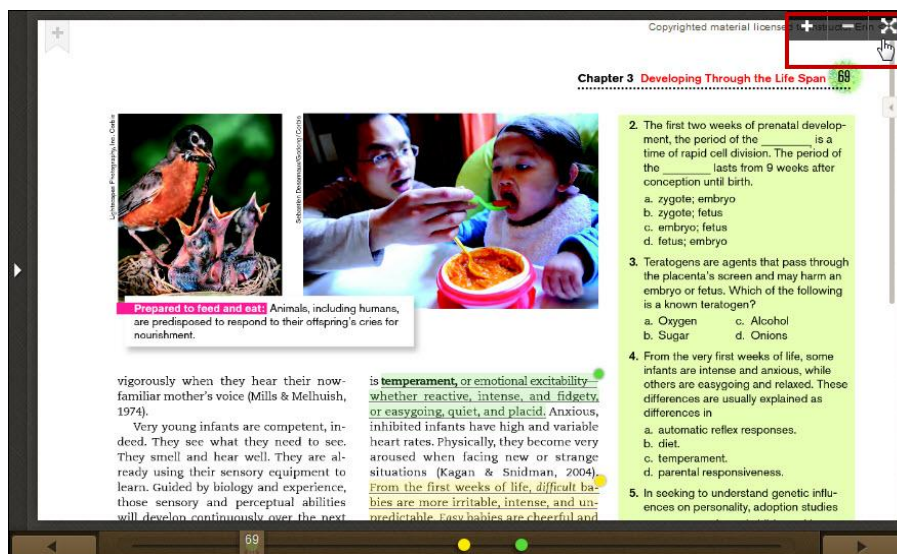 Copyrighted material licensed to
Chapter 3 Developing Through the Life Span 69
Lightscapes Photography, Inc. Corbis
Sebastien Desarmaux/Godong/Corbis
Prepared to feed and eat: Animals, including humans,
are predisposed to respond to their offspring's cries for
nourishment.
vigorously when they hear their now-
familiar mother's voice (Mills & Melhuish,
1974).
Very young infants are competent, in-
deed. They see what they need to see.
They smell and hear well. They are al-
ready using their sensory equipment to
learn. Guided by biology and experience,
those sensory and perceptual abilities
will develop continuously over the next
is temperament, or emotional excitability—
whether reactive, intense, and fidgety,
or easygoing, quiet, and placid. Anxious,
inhibited infants have high and variable
heart rates. Physically, they become very
aroused when facing new or strange
situations (Kagan & Snidman, 2004).
From the first weeks of life, difficult ba-
bies are more irritable, intense, and un-
predictable. Easy babies are cheerful and
2. The first two weeks of prenatal develop-
ment, the period of the ________ is a
time of rapid cell division. The period of
the ________ lasts from 9 weeks after
conception until birth.
a. zygote; embryo
b. zygote; fetus
c. embryo; fetus
d. fetus; embryo
3. Teratogens are agents that pass through
the placenta's screen and may harm an
embryo or fetus. Which of the following
is a known teratogen?
a. Oxygen c. Alcohol
b. Sugar d. Onions
4. From the very first weeks of life, some
infants are intense and anxious, while
others are easygoing and relaxed. These
differences are usually explained as
differences in
a. automatic reflex responses.
b. diet.
c. temperament.
d. parental responsiveness.
5. In seeking to understand genetic influ-
ences on personality, adoption studies
69